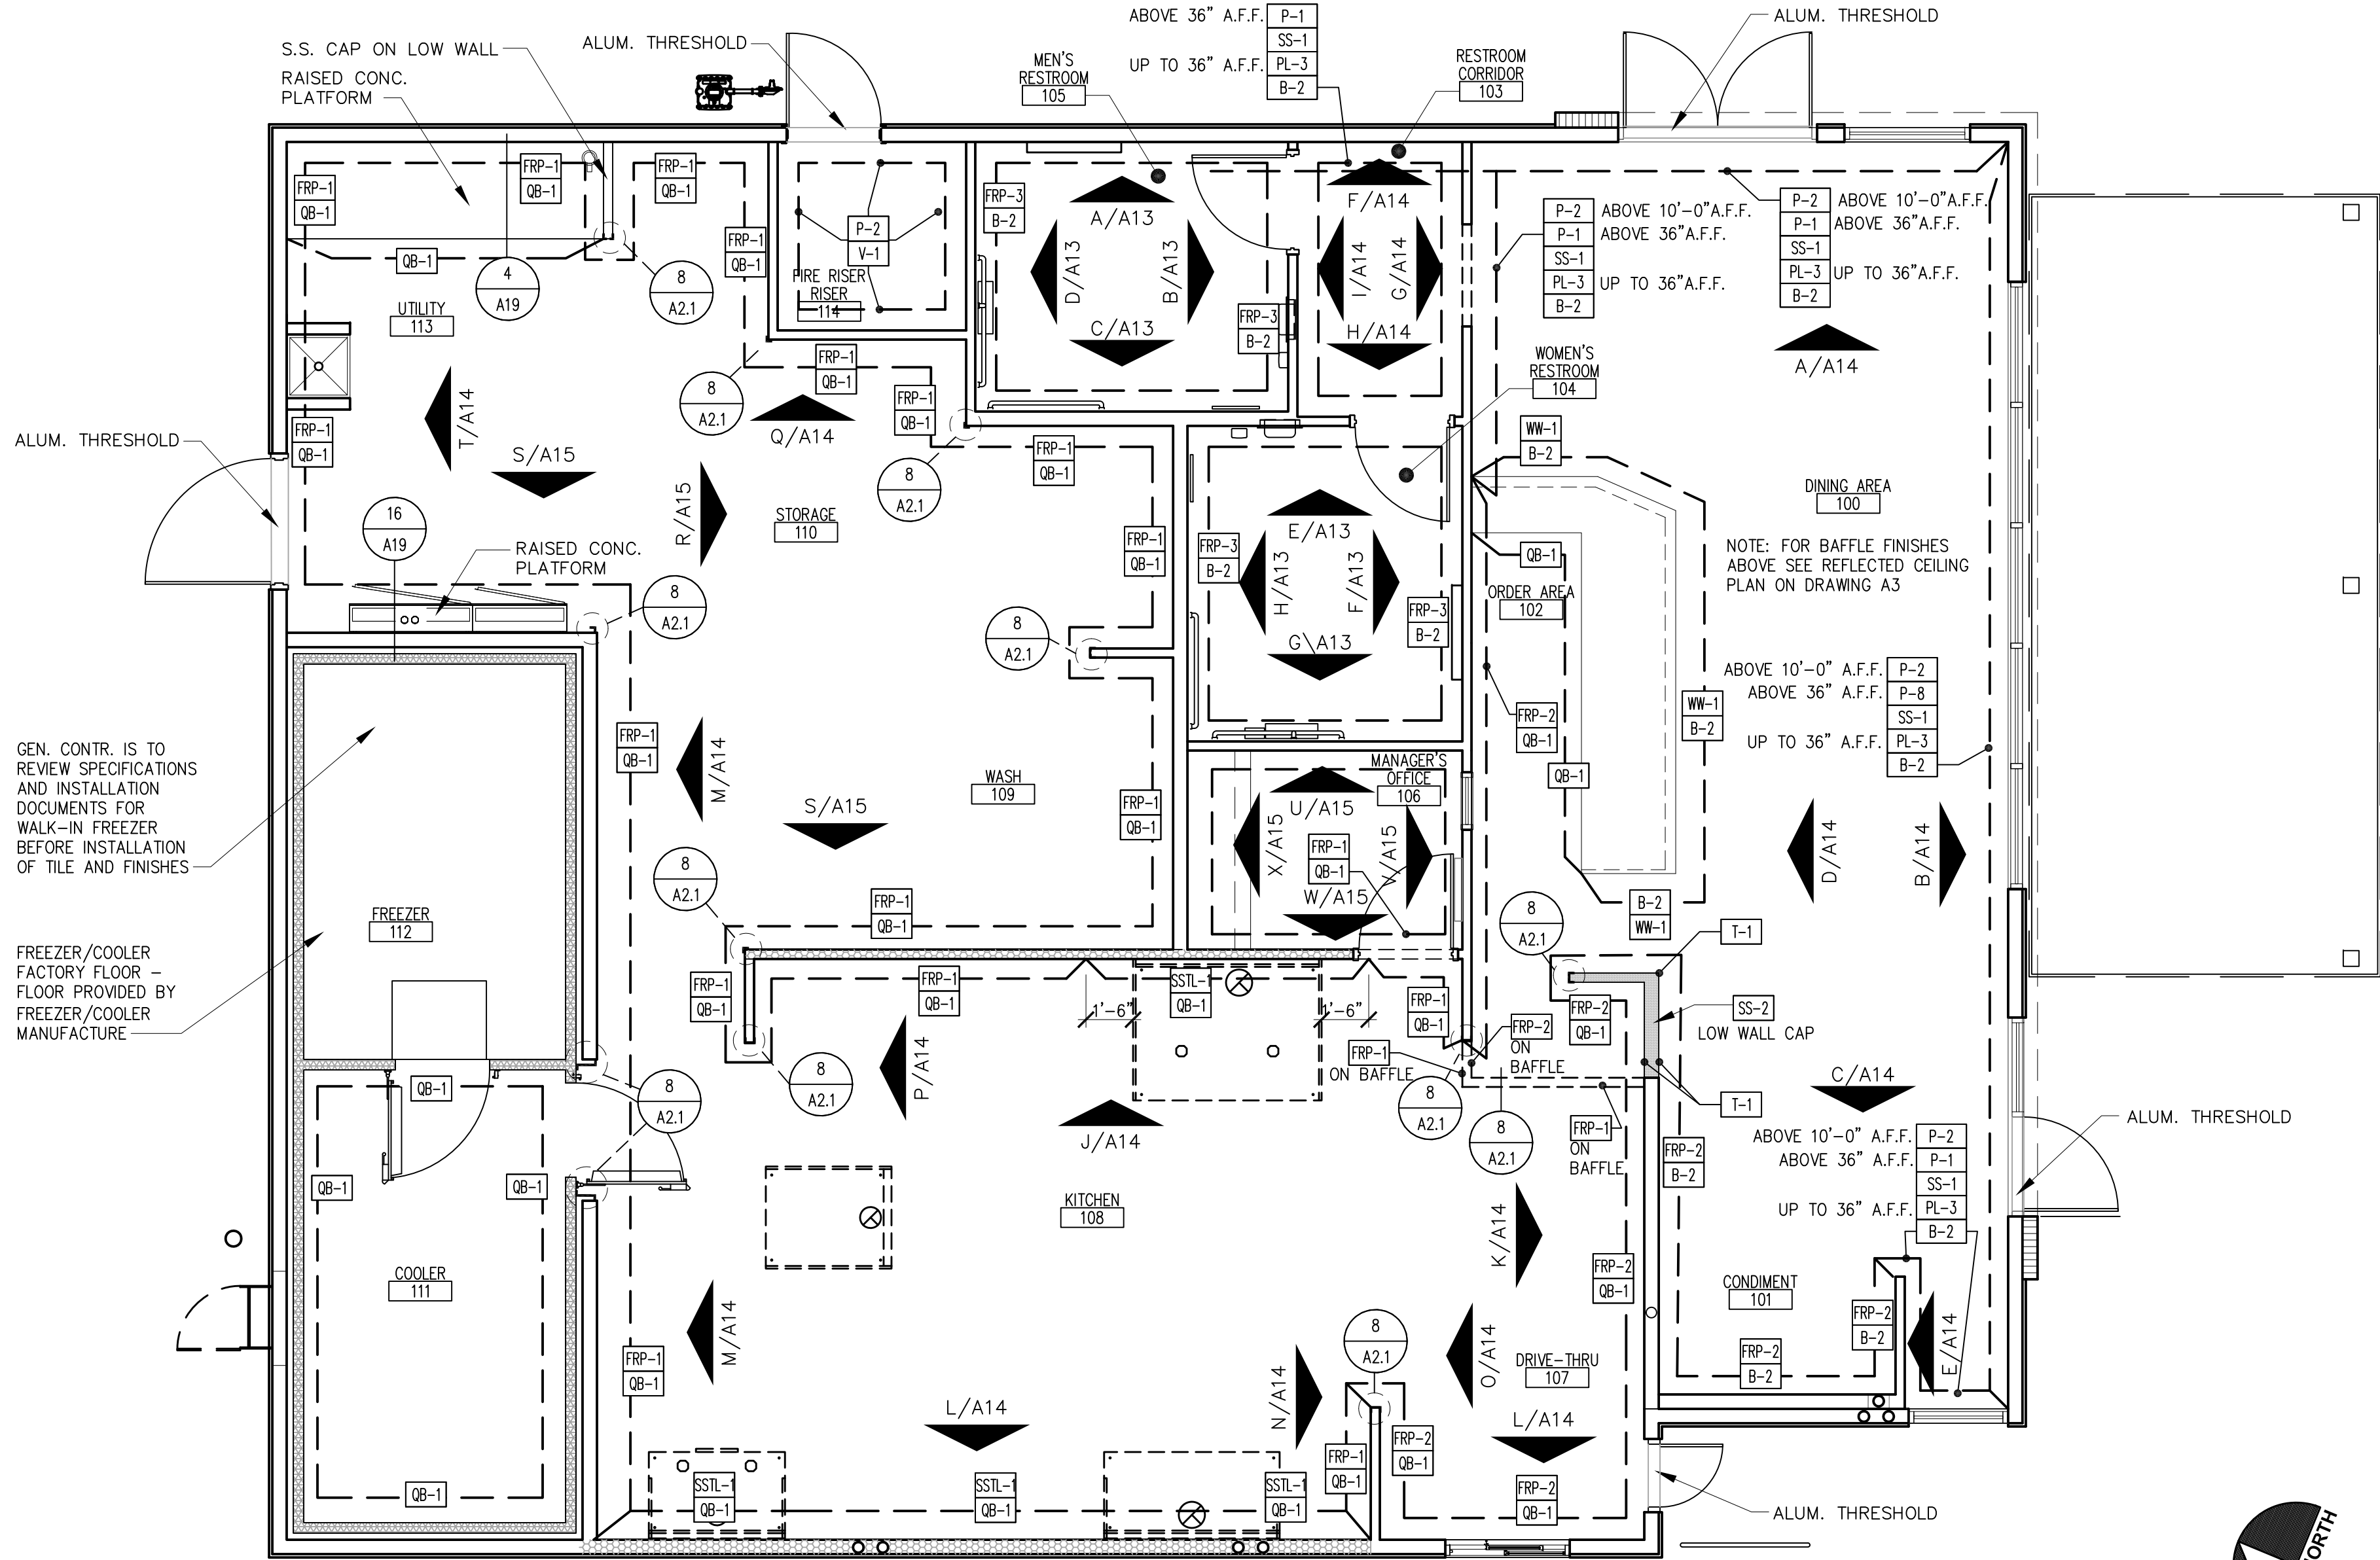 ABOVE 36” A.F.F.
P-1
SS-1
UP TO 36” A.F.F.
PL-3
B-2
ALUM. THRESHOLD
S.S. CAP ON LOW WALL
RAISED CONC.
PLATFORM
ALUM. THRESHOLD
MEN'S
RESTROOM
105
RESTROOM
CORRIDOR
103
FRP-1
QB-1
FRP-1
QB-1
FRP-1
QB-1
FRP-1
QB-1
QB-1
4
A19
8
A2.1
UTILITY
113
P-2
V-1
FIRE RISER
RISER
114
FRP-3
B-2
A/A13
D/A13
B/A13
C/A13
FRP-3
B-2
F/A14
I/A14
G/A14
H/A14
P-2 ABOVE 10'-0"A.F.F.
P-1 ABOVE 36"A.F.F.
SS-1
PL-3 UP TO 36"A.F.F.
B-2
P-2 ABOVE 10'-0"A.F.F.
P-1 ABOVE 36"A.F.F.
SS-1
PL-3 UP TO 36"A.F.F.
B-2
A/A14
WOMEN'S
RESTROOM
104
FRP-1
QB-1
8
A2.1
Q/A14
FRP-1
QB-1
8
A2.1
FRP-1
QB-1
T/A14
FRP-1
QB-1
ALUM. THRESHOLD
S/A15
R/A15
STORAGE
110
16
A19
RAISED CONC.
PLATFORM
8
A2.1
FRP-1
QB-1
8
A2.1
WW-1
B-2
DINING AREA
100
NOTE: FOR BAFFLE FINISHES
ABOVE SEE REFLECTED CEILING
PLAN ON DRAWING A3
E/A13
FRP-3
B-2
H/A13
F/A13
G\A13
FRP-3
B-2
QB-1
ORDER AREA
102
FRP-2
QB-1
WW-1
B-2
QB-1
ABOVE 10'-0" A.F.F. P-2
ABOVE 36" A.F.F. P-8
SS-1
UP TO 36" A.F.F. PL-3
B-2
GEN. CONTR. IS TO
REVIEW SPECIFICATIONS
AND INSTALLATION
DOCUMENTS FOR
WALK-IN FREEZER
BEFORE INSTALLATION
OF TILE AND FINISHES
FRP-1
QB-1
M/A14
WASH
109
S/A15
FRP-1
QB-1
MANAGER'S
OFFICE
106
U/A15
X/A15
V/A15
FRP-1
QB-1
W/A15
D/A14
B/A14
8
A2.1
FRP-1
QB-1
FREEZER
112
8
A2.1
B-2
WW-1
T-1
FREEZER/COOLER
FACTORY FLOOR -
FLOOR PROVIDED BY
FREEZER/COOLER
MANUFACTURE
FRP-1
QB-1
FRP-1
QB-1
SSTL-1
QB-1
1'-6"
1'-6"
FRP-1
QB-1
FRP-2
QB-1
SS-2
LOW WALL CAP
FRP-2
ON
BAFFLE
FRP-1
ON BAFFLE
P/A14
8
A2.1
8
A2.1
QB-1
8
A2.1
8
A2.1
J/A14
FRP-1
ON
BAFFLE
T-1
C/A14
FRP-2
B-2
ABOVE 10'-0" A.F.F. P-2
ABOVE 36" A.F.F. P-1
SS-1
UP TO 36" A.F.F. PL-3
B-2
ALUM. THRESHOLD
QB-1
QB-1
KITCHEN
108
K/A14
COOLER
111
FRP-2
QB-1
CONDIMENT
101
M/A14
FRP-1
QB-1
8
A2.1
O/A14
DRIVE-THRU
107
FRP-2
B-2
FRP-2
B-2
E/A14
L/A14
N/A14
L/A14
FRP-1
QB-1
FRP-2
QB-1
QB-1
SSTL-1
QB-1
SSTL-1
QB-1
SSTL-1
QB-1
FRP-2
QB-1
ALUM. THRESHOLD